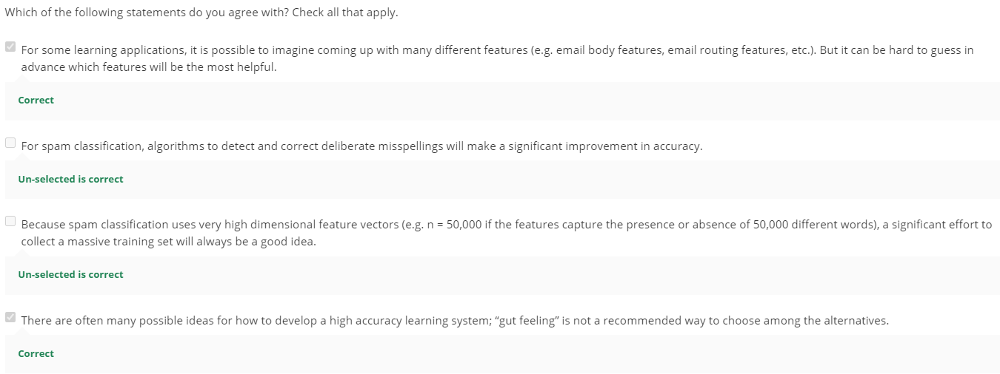 Which of the following statements do you agree with? Check all that apply.
For some learning applications, it is possible to imagine coming up with many different features (e.g. email body features, email routing features, etc.). But it can be hard to guess in
advance which features will be the most helpful.
Correct
For spam classification, algorithms to detect and correct deliberate misspellings will make a significant improvement in accuracy.
Un-selected is correct
Because spam classification uses very high dimensional feature vectors (e.g. n = 50,000 if the features capture the presence or absence of 50,000 different words), a significant effort to
collect a massive training set will always be a good idea.
Un-selected is correct
There are often many possible ideas for how to develop a high accuracy learning system; “gut feeling” is not a recommended way to choose among the alternatives.
Correct